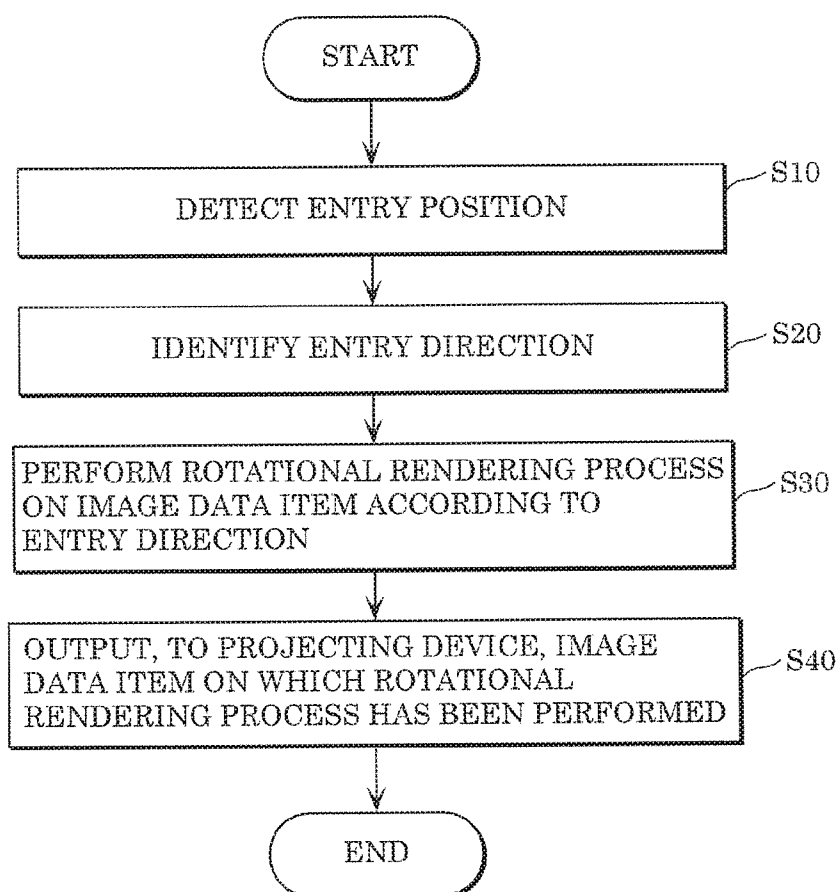 START
DETECT ENTRY POSITION
S10
IDENTIFY ENTRY DIRECTION
S20
PERFORM ROTATIONAL RENDERING PROCESS
ON IMAGE DATA ITEM ACCORDING TO
ENTRY DIRECTION
S30
OUTPUT, TO PROJECTING DEVICE, IMAGE
DATA ITEM ON WHICH ROTATIONAL
RENDERING PROCESS HAS BEEN PERFORMED
S40
END